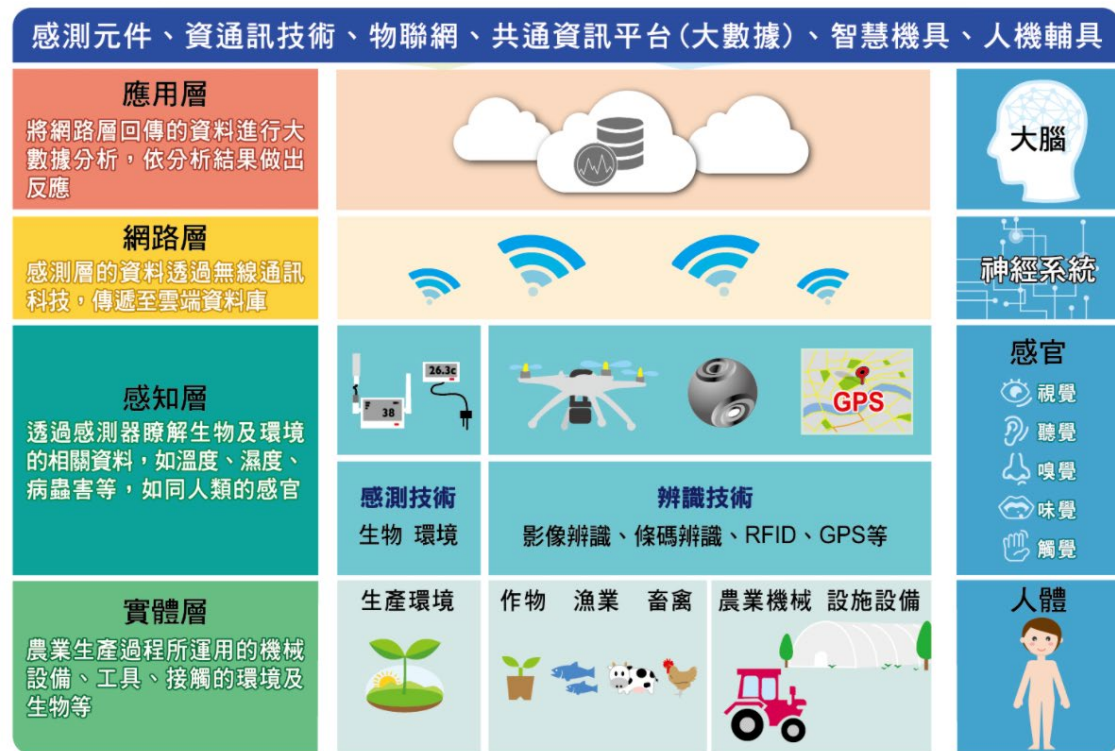 感測元件、資通訊技術、物聯網、共通資訊平台(大數據)、智慧機具、人機輔具
應用層
將網路層回傳的資料進行大
數據分析，依分析結果做出
反應
大腦
網路層
感測層的資料透過無線通訊
科技，傳遞至雲端資料庫
神經系統
感知層
透過感測器瞭解生物及環境
的相關資料，如溫度、濕度、
病蟲害等，如同人類的感官
38
26.3c
GPS
感測技術
生物 環境
辨識技術
影像辨識、條碼辨識、RFID、GPS等
感官
視覺
聽覺
嗅覺
味覺
觸覺
實體層
農業生產過程所運用的機械
設備、工具、接觸的環境及
生物等
生產環境
作物 漁業 畜禽
農業機械 設施設備
人體